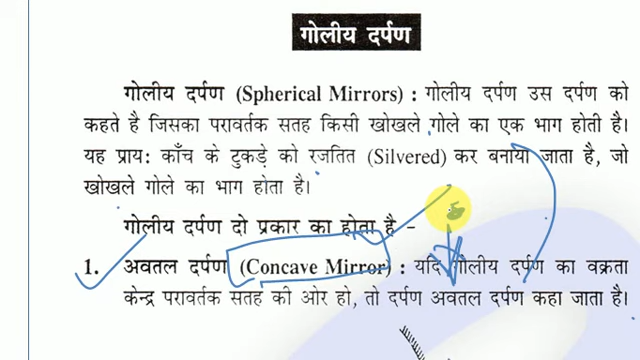 गोलीय दर्पण
गोलीय दर्पण (Spherical Mirrors) : गोलीय दर्पण उस दर्पण को
कहते है जिसका परावर्तक सतह किसी खोखले गोले का एक भाग होती है।
यह प्राय: काँच के टुकड़े को रजतित (Silvered) कर बनाया जाता है, जो
खोखले गोले का भाग होता है।
गोलीय दर्पण दो प्रकार का होता है -
1. अवतल दर्पण (Concave Mirror) : यदि गोलीय दर्पण का वक्रता
केन्द्र परावर्तक सतह की ओर हो, तो दर्पण अवतल दर्पण कहा जाता है।